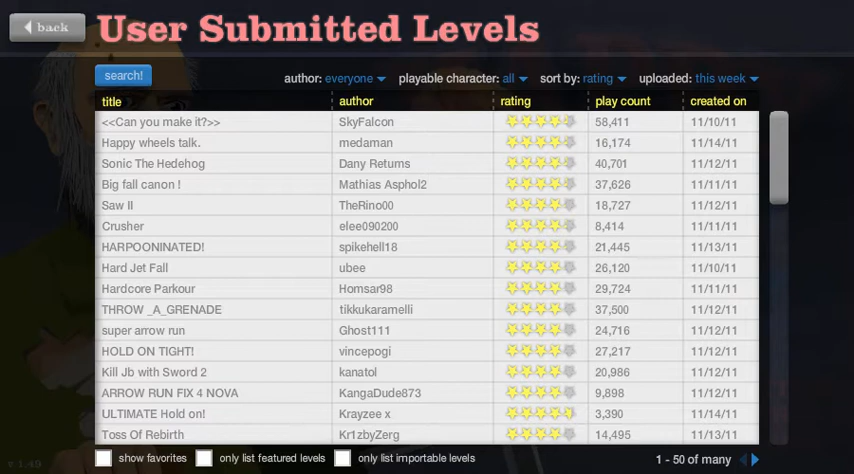 back
User Submitted Levels
search!
author: everyone playable character: all sort by: rating uploaded: this week
title author rating play count created on
<<Can you make it?>> SkyFalcon 58,411 11/10/11
Happy wheels talk. medaman 16,174 11/14/11
Sonic The Hedehog Dany Returns 40,701 11/12/11
Big fall canon ! Mathias Asphol2 37,626 11/11/11
Saw II TheRino00 18,727 11/12/11
Crusher elee090200 8,414 11/11/11
HARPOONINATED! spikehell18 21,445 11/13/11
Hard Jet Fall ubee 26,120 11/10/11
Hardcore Parkour Homsar98 29,724 11/11/11
THROW _A_GRENADE tikkukaramelli 37,500 11/12/11
super arrow run Ghost111 24,716 11/12/11
HOLD ON TIGHT! vincepogi 27,217 11/12/11
Kill Jb with Sword 2 kanatol 20,986 11/12/11
ARROW RUN FIX 4 NOVA KangaDude873 9,898 11/12/11
ULTIMATE Hold on! Krayzee x 3,390 11/14/11
Toss Of Rebirth Kr1zbyZerg 14,495 11/13/11
v.1.49 show favorites only list featured levels only list importable levels 1 - 50 of many